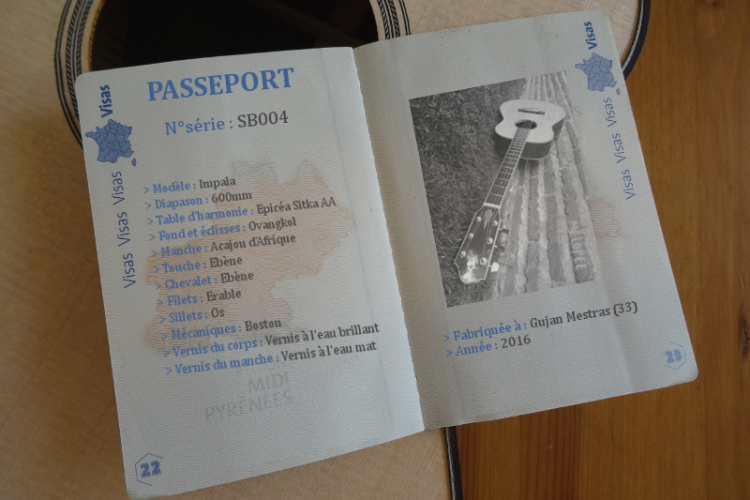 PASSEPORT
N°série : SB004
Visas
Visas Visas Visas
> Modèle : Impala
> Diapason : 600mm
> Table d'harmonie : Epicéa Sitka AA
> Fond et éclisses : Ovangkol
> Manche : Acajou d'Afrique
> Touche : Ebène
> Chevalet : Ebène
> Filets : Erable
> Sillets : Os
> Mécaniques : Boston
> Vernis du corps : Vernis à l'eau brillant
> Vernis du manche : Vernis à l'eau mat
MIDI
PYRÉNÉES
22
Visas
Visas Visas Visas
> Fabriquée à : Gujan Mestras (33)
> Année : 2016
23